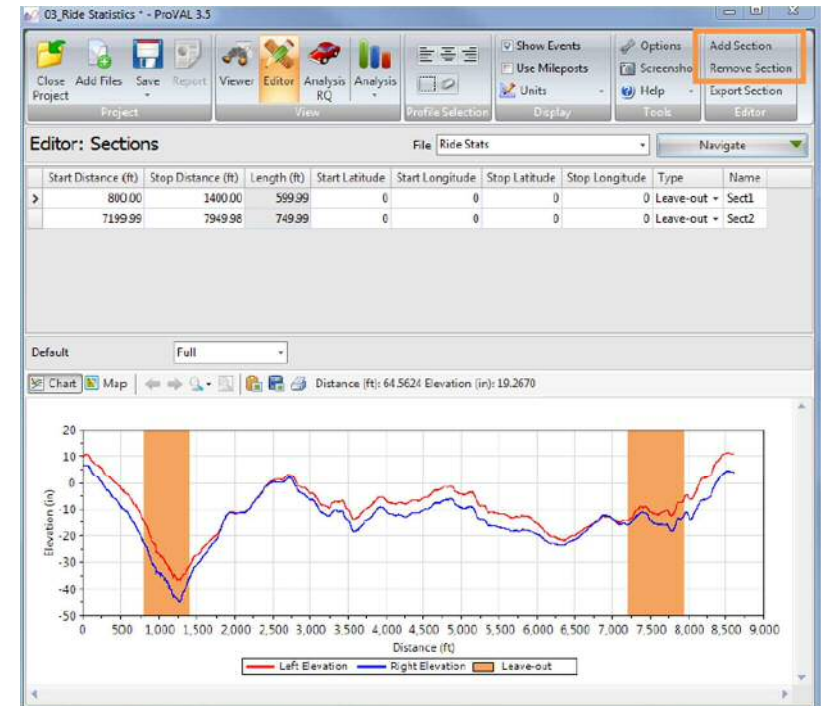 03_Ride Statistics * - ProVAL 3.5
Close Project
Add Files
Save
Report
Viewer
Editor
Analysis RQ
Analysis
Show Events
Use Mileposts
Units
Options
Screensho
Help
Add Section
Remove Section
Export Section
Project
View
Profile Selection
Display
Tools
Editor
Editor: Sections
File Ride Stats
Navigate
Start Distance (ft) Stop Distance (ft) Length (ft) Start Latitude Start Longitude Stop Latitude Stop Longitude Type Name
800.00 1400.00 599.99 0 0 0 0 Leave-out Sect1
7199.99 7949.98 749.99 0 0 0 0 Leave-out Sect2
Default Full
Chart Map Distance (ft): 64.5624 Elevation (in): 19.2670
20
10
0
-10
-20
-30
-40
-50
Elevation (in)
0 500 1,000 1,500 2,000 2,500 3,000 3,500 4,000 4,500 5,000 5,500 6,000 6,500 7,000 7,500 8,000 8,500 9,000
Distance (ft)
Left Elevation Right Elevation Leave-out